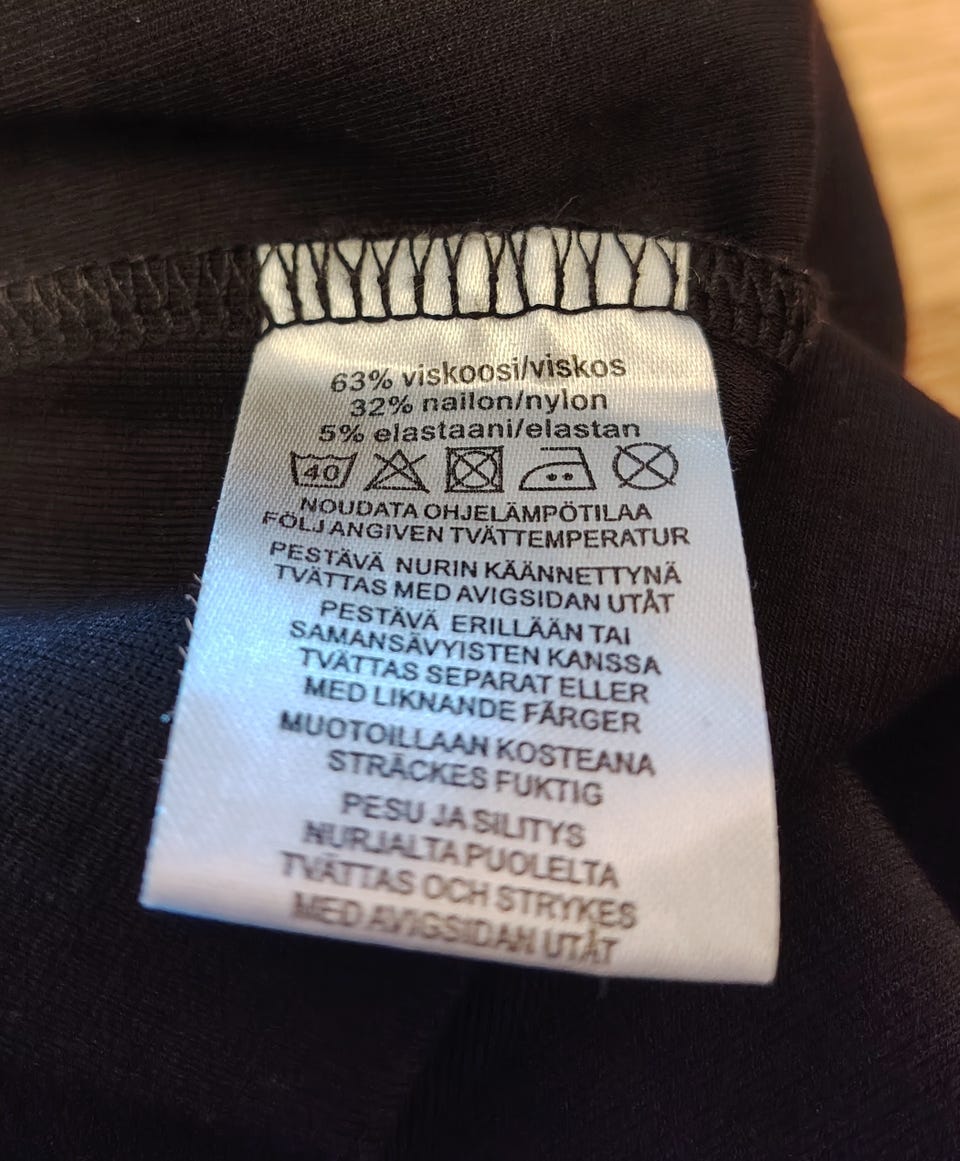 63% viskoosi/viskos
32% nailon/nylon
5% elastaani/elastan
40
NOUDATA OHJELÄMPÖTILAA
FÖLJ ANGIVEN TVÄTTEMPERATUR
PESTÄVÄ NURIN KÄÄNNETTYNÄ
TVÄTTAS MED AVIGSIDAN UTÅT
PESTÄVÄ ERILLÄÄN TAI
SAMANSÄVYISTEN KANSSA
TVÄTTAS SEPARAT ELLER
MED LIKNANDE FÄRGER
MUOTOILLAAN KOSTEANA
STRÄCKES FUKTIG
PESU JA SILITYS
NURJALTA PUOLELTA
TVÄTTAS OCH STRYKES
MED AVIGSIDAN UTÅT